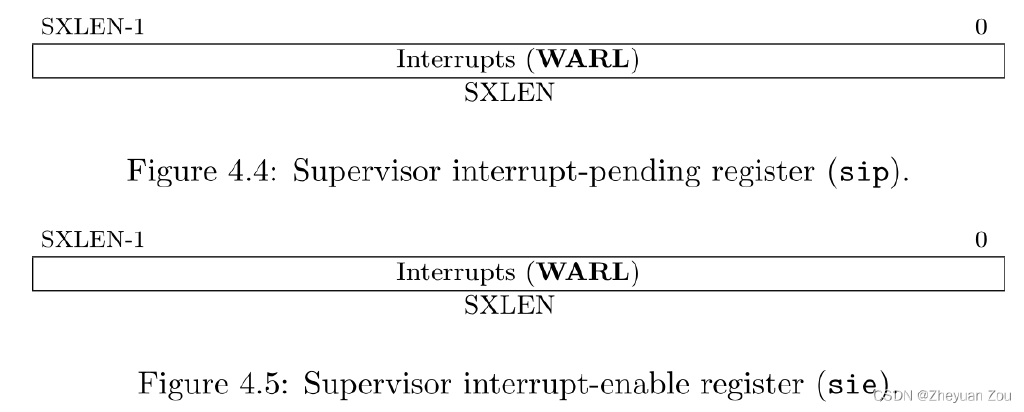 SXLEN-1 0
Interrupts (WARL)
SXLEN
Figure 4.4: Supervisor interrupt-pending register (sip).
SXLEN-1 0
Interrupts (WARL)
SXLEN
Figure 4.5: Supervisor interrupt-enable register (sie).
CSDN @Zheyuan Zou